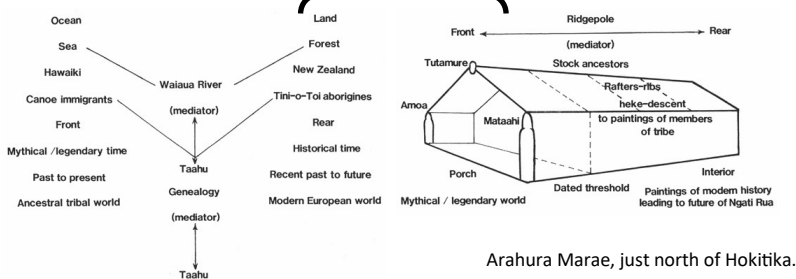 Ocean
Sea
Hawaiki
Canoe immigrants
Front
Mythical /legendary time
Past to present
Ancestral tribal world
Waiaua River
(mediator)
Taahu
Genealogy
(mediator)
Taahu
Land
Forest
New Zealand
Tini-o-Toi aborigines
Rear
Historical time
Recent past to future
Modern European world
Ridgepole
Front
Rear
(mediator)
Tutamure
Stock ancestors
Rafters-ribs
Amoa
heke-descent
Mataahi
to paintings of members
of tribe
Porch
Interior
Dated threshold
Mythical / legendary world
Paintings of modern history
leading to future of Ngati Rua
Arahura Marae, just north of Hokitika.